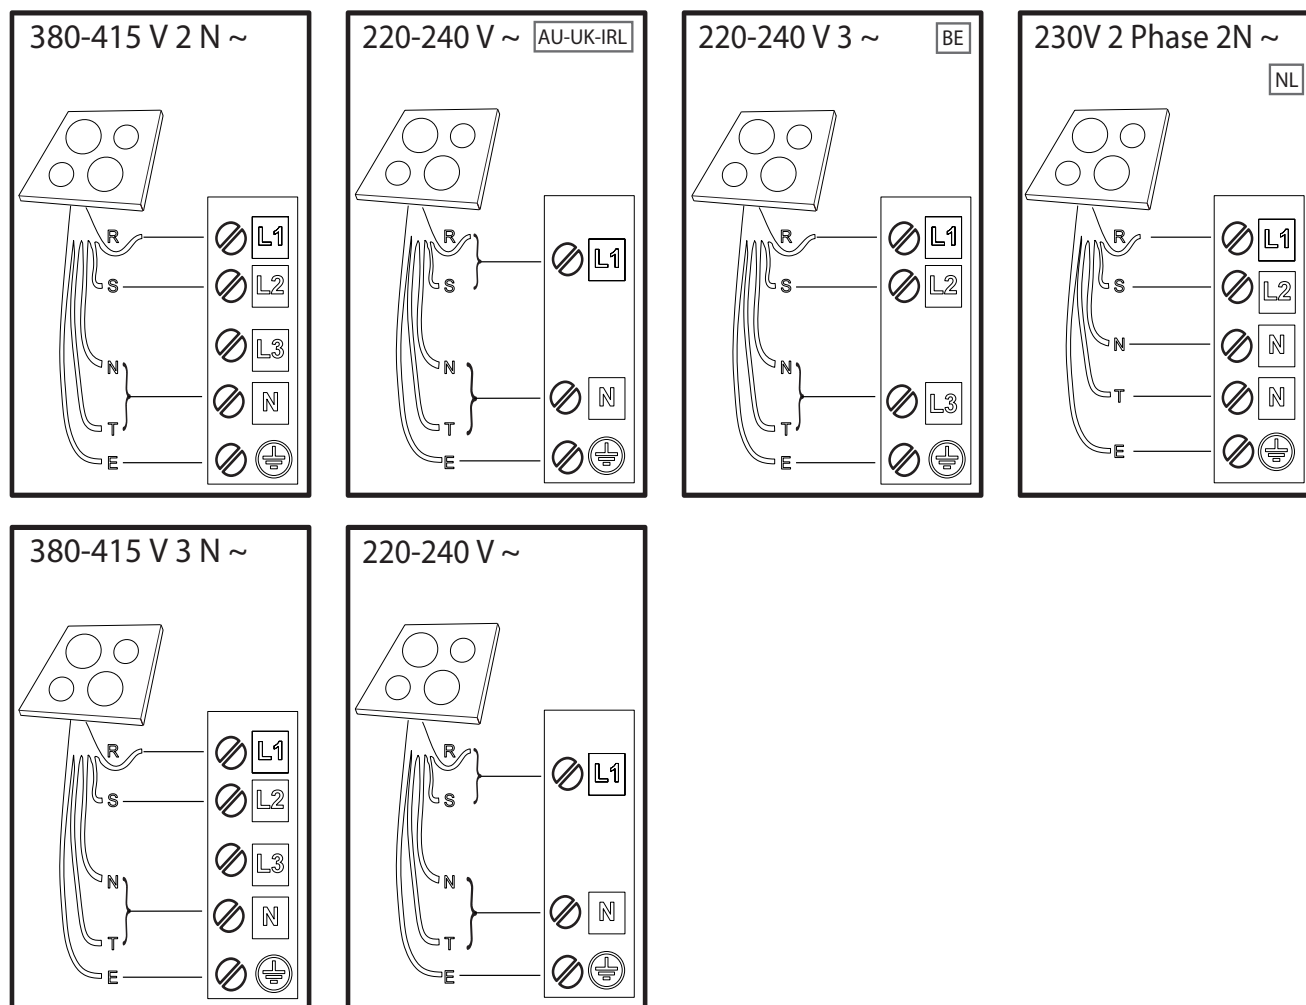 380-415 V 2 N ~
R L1
S L2
L3
N
N
T
E
220-240 V ~ AU-UK-IRL
R
L1
S
N
N
T
E
220-240 V 3 ~ BE
R L1
S L2
N
L3
T
E
230V 2 Phase 2N ~
NL
R L1
S L2
N N
T N
E
380-415 V 3 N ~
R L1
S L2
L3
N
N
T
E
220-240 V ~
R
L1
S
N
N
T
E